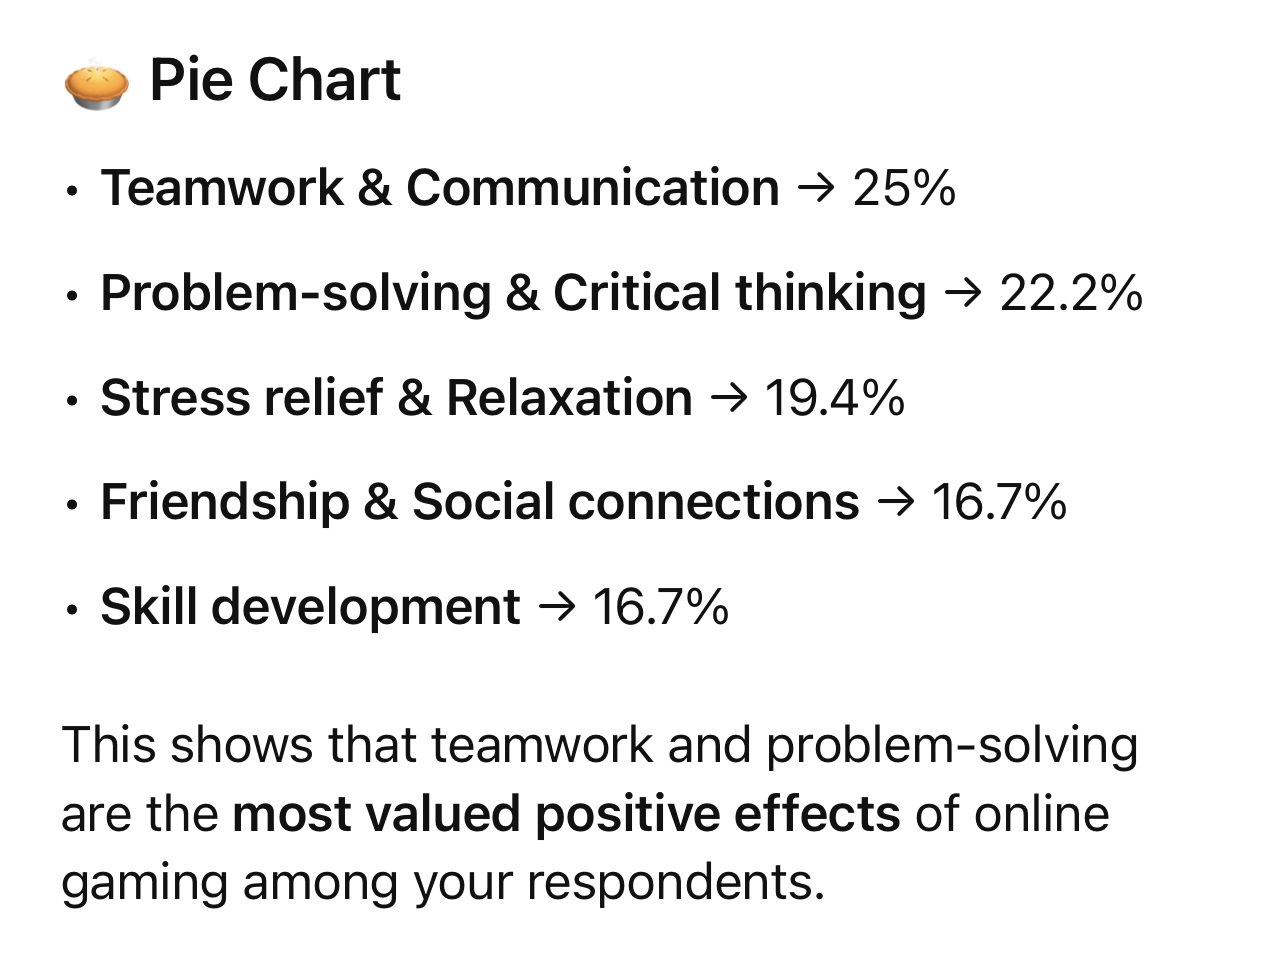 🥧 Pie Chart
• Teamwork & Communication → 25%
• Problem-solving & Critical thinking → 22.2%
• Stress relief & Relaxation → 19.4%
• Friendship & Social connections → 16.7%
• Skill development → 16.7%
This shows that teamwork and problem-solving
are the most valued positive effects of online
gaming among your respondents.